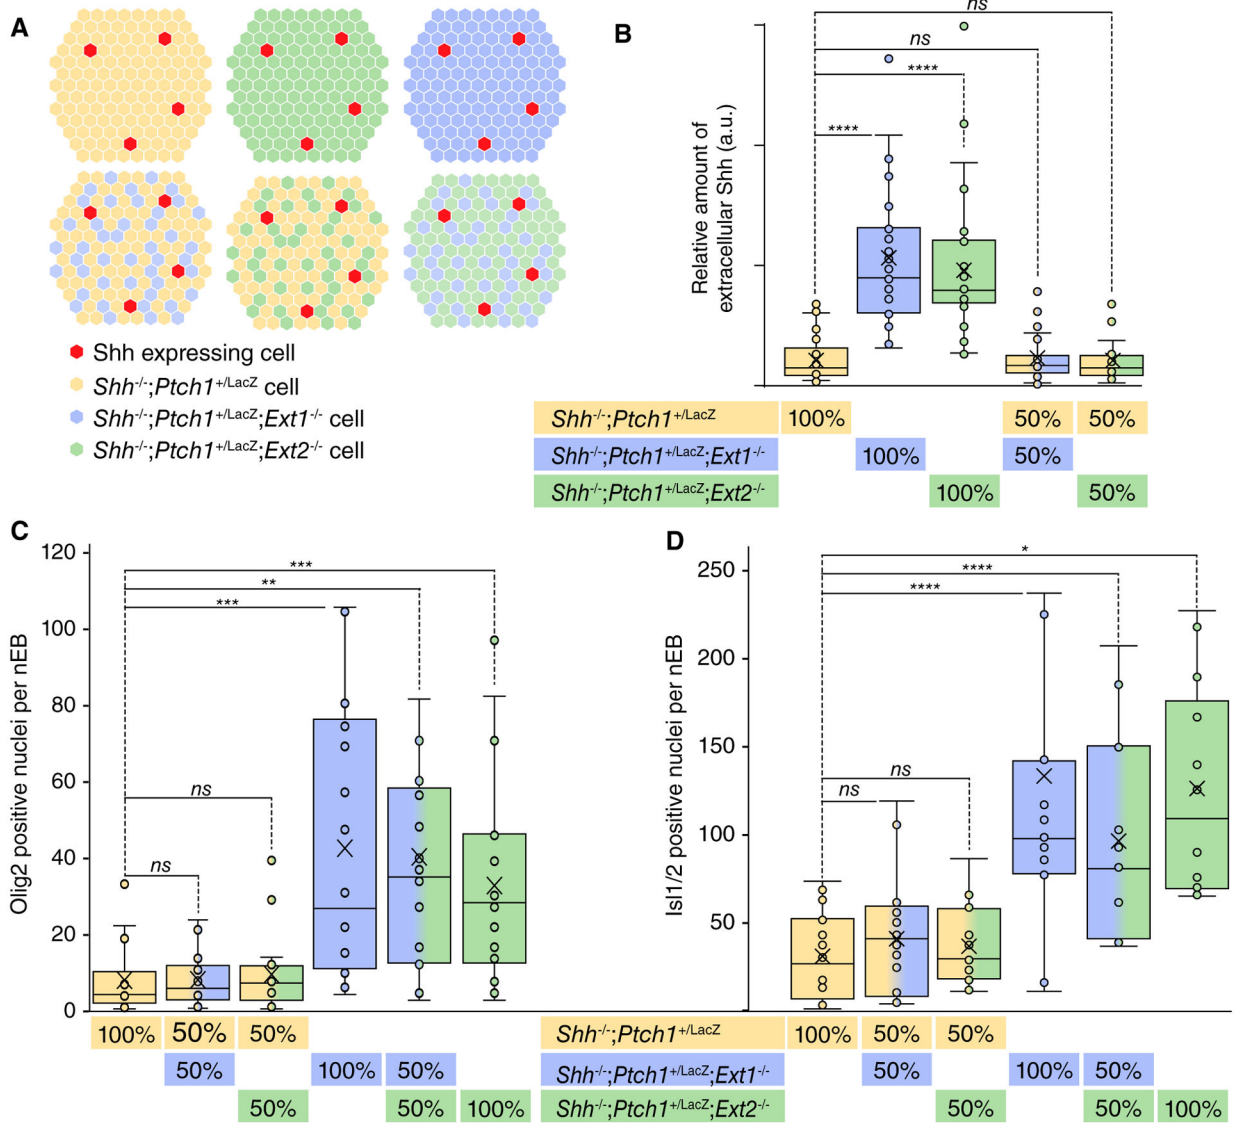 A
Shh expressing cell
Shh-/-;Ptch1+/LacZ cell
Shh-/-;Ptch1+/LacZ;Ext1-/- cell
Shh-/-;Ptch1+/LacZ;Ext2-/- cell
B
Relative amount of
extracellular Shh (a.u.)
ns
ns
****
****
Shh-/-;Ptch1+/LacZ 100% 50% 50%
Shh-/-;Ptch1+/LacZ;Ext1-/- 100% 50%
Shh-/-;Ptch1+/LacZ;Ext2-/- 100% 50%
C
Olig2 positive nuclei per nEB
120
100
80
60
40
20
0
***
**
***
ns
ns
D
Isl1/2 positive nuclei per nEB
250
200
150
100
50
*
****
****
ns
ns
100% 50% 50% Shh-/-;Ptch1+/LacZ 100% 50% 50%
50% 100% 50% Shh-/-;Ptch1+/LacZ;Ext1-/- 50% 100% 50%
50% 50% 100% Shh-/-;Ptch1+/LacZ;Ext2-/- 50% 50% 100%